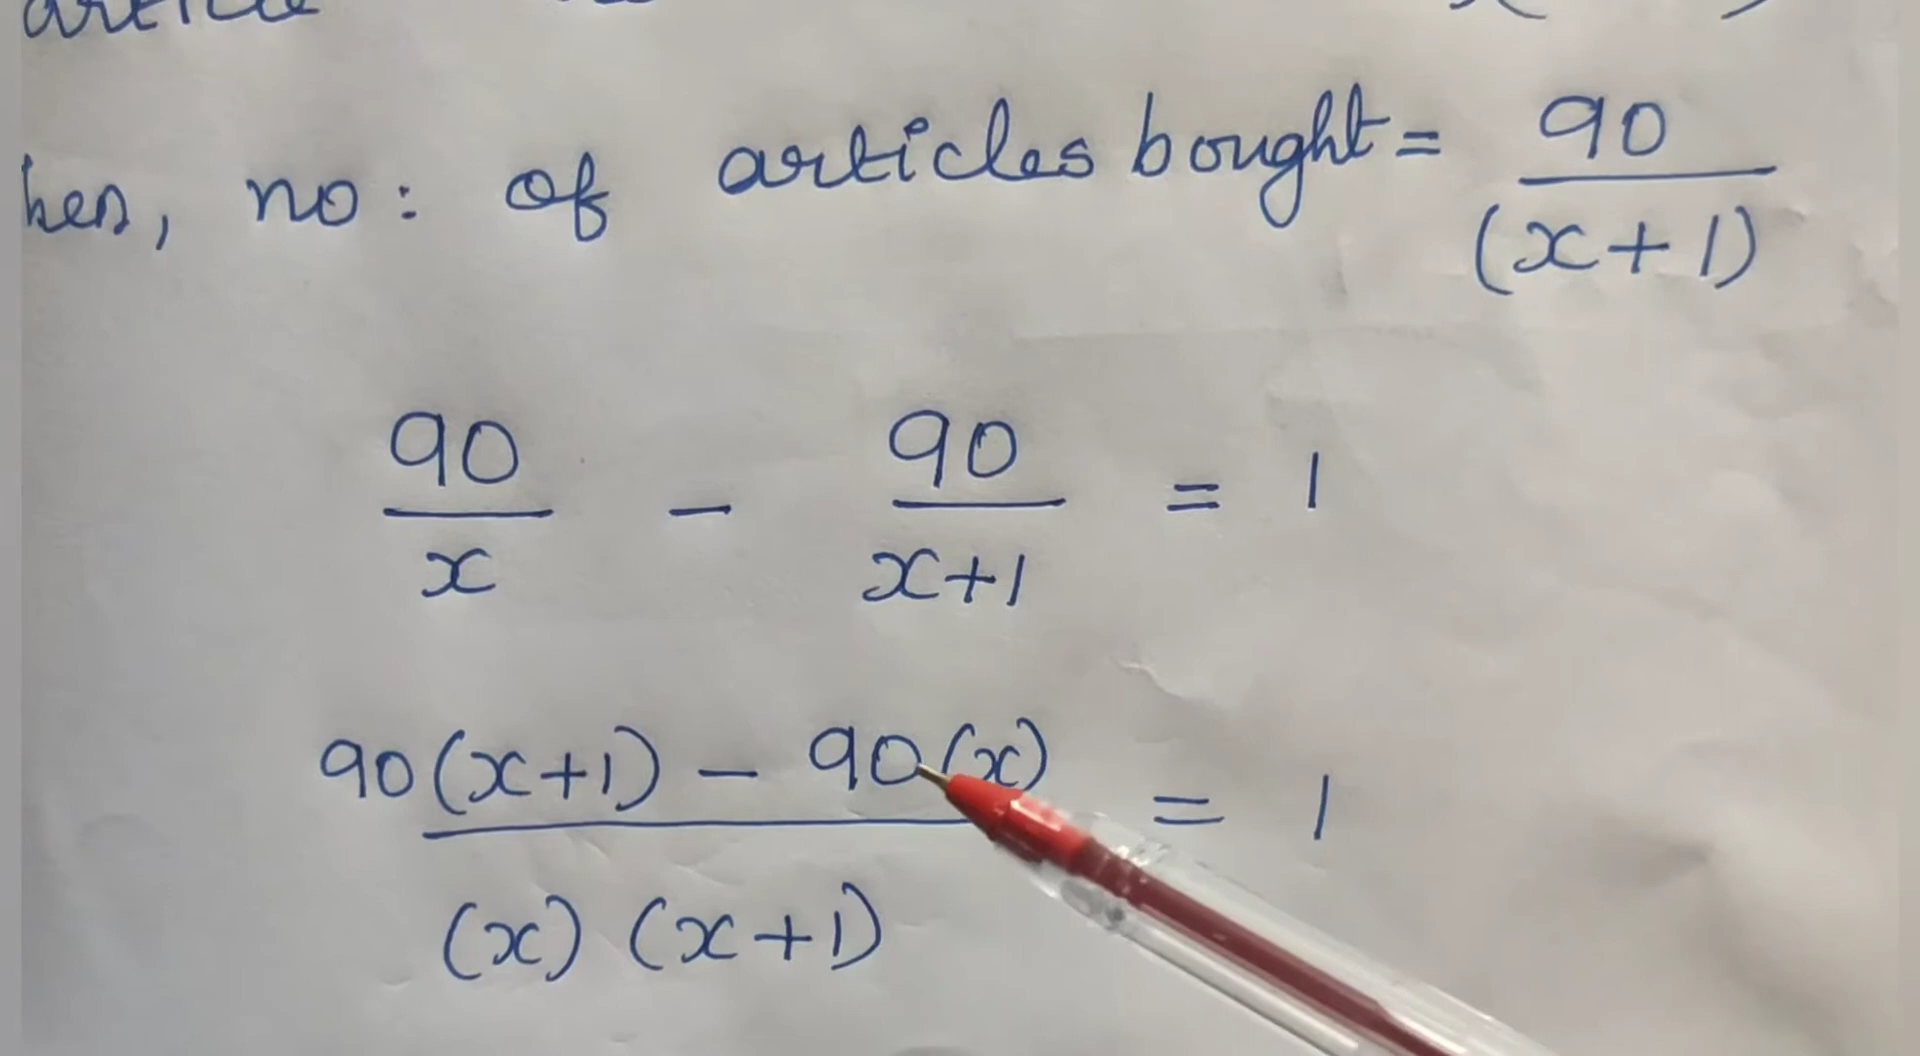 hen, no: of articles bought = 90/(x+1)
90/x - 90/x+1 = 1
90(x+1) - 90(x)/(x)(x+1) = 1